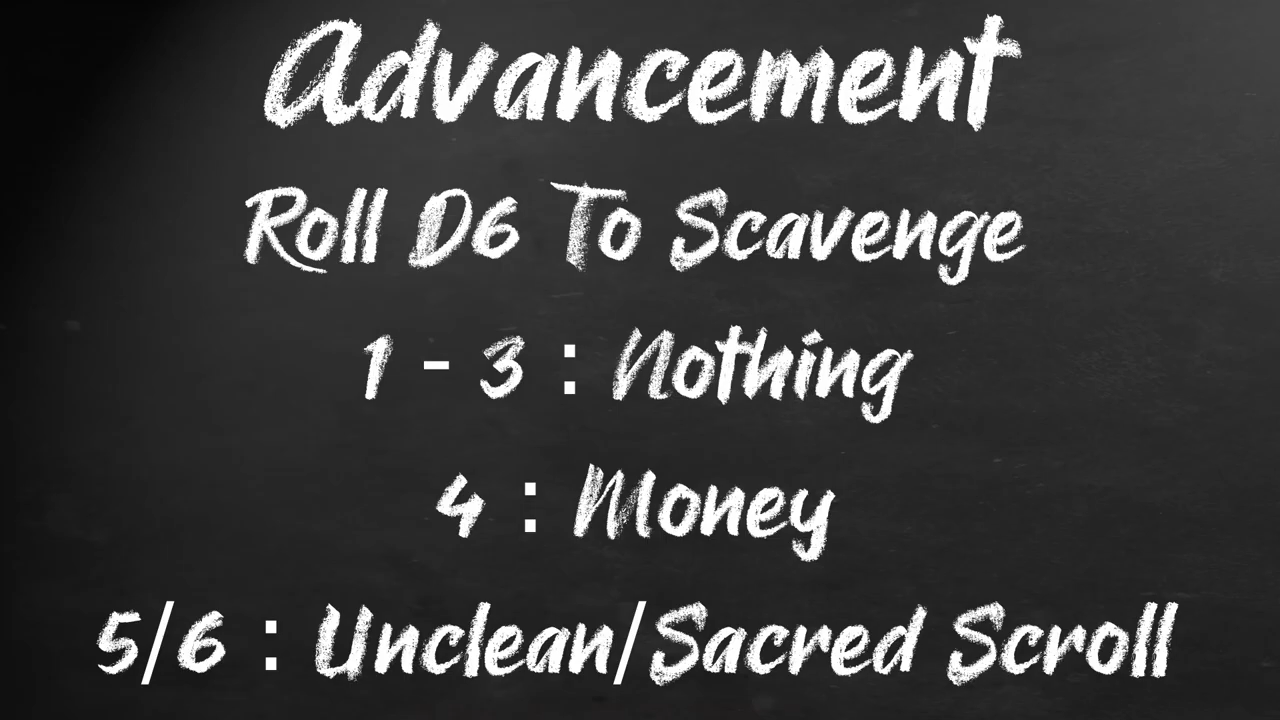 Advancement
Roll D6 To Scavenge
1 - 3 : Nothing
4 : Money
5/6 : Unclean/Sacred Scroll